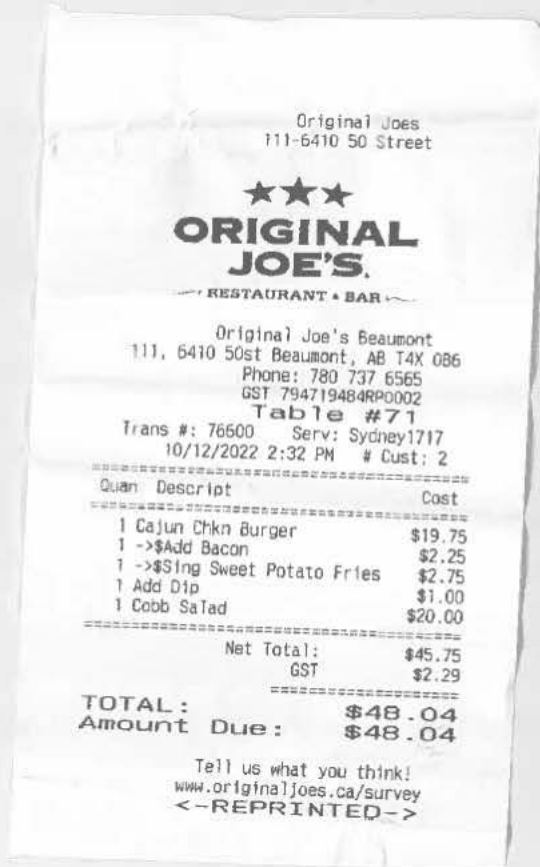 Original Joes
111-6410 50 Street
ORIGINAL
JOE'S.
RESTAURANT • BAR
Original Joe's Beaumont
111, 6410 50st Beaumont, AB T4X 0B6
Phone: 780 737 6565
GST 794719484RP0002
Table #71
Trans #: 76600 Serv: Sydney1717
10/12/2022 2:32 PM # Cust: 2
Quan Descript Cost
1 Cajun Chkn Burger $19.75
1 ->$Add Bacon $2.25
1 ->$Sing Sweet Potato Fries $2.75
1 Add Dip $1.00
1 Cobb Salad $20.00
Net Total: $45.75
GST $2.29
TOTAL: $48.04
Amount Due: $48.04
Tell us what you think!
www.originaljoes.ca/survey
<-REPRINTED->